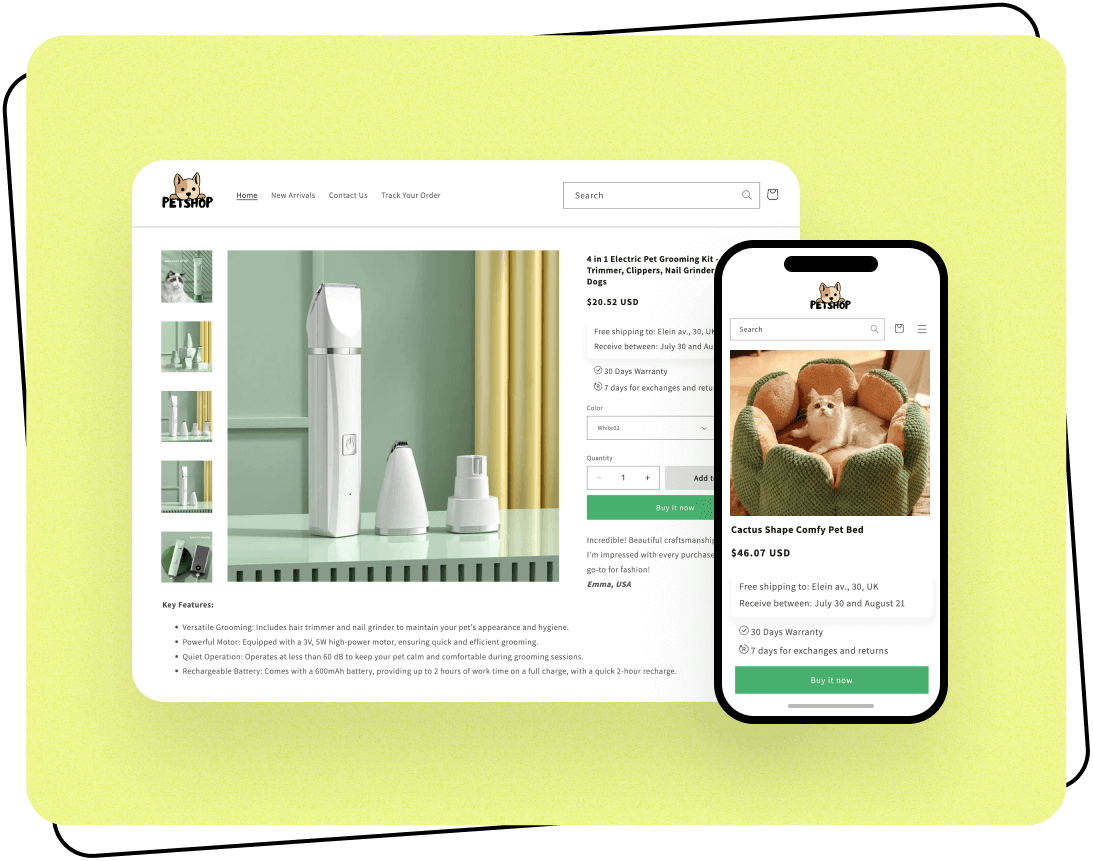 PETSHOP
Home New Arrivals Contact Us Track Your Order
Search
4 in 1 Electric Pet Grooming Kit -
Trimmer, Clippers, Nail Grinder
Dogs
$20.52 USD
Free shipping to: Elein av., 30, UK
Receive between: July 30 and Au
30 Days Warranty
7 days for exchanges and retu
Color
White02
Quantity
− 1 +
Add t
Buy it now
Incredible! Beautiful craftsmanship
I'm impressed with every purchase
go-to for fashion!
Emma, USA
Key Features:
• Versatile Grooming: Includes hair trimmer and nail grinder to maintain your pet's appearance and hygiene.
• Powerful Motor: Equipped with a 3V, 5W high-power motor, ensuring quick and efficient grooming.
• Quiet Operation: Operates at less than 60 dB to keep your pet calm and comfortable during grooming sessions.
• Rechargeable Battery: Comes with a 600mAh battery, providing up to 2 hours of work time on a full charge, with a quick 2-hour recharge.
PETSHOP
Search
Cactus Shape Comfy Pet Bed
$46.07 USD
Free shipping to: Elein av., 30, UK
Receive between: July 30 and August 21
30 Days Warranty
7 days for exchanges and returns
Buy it now